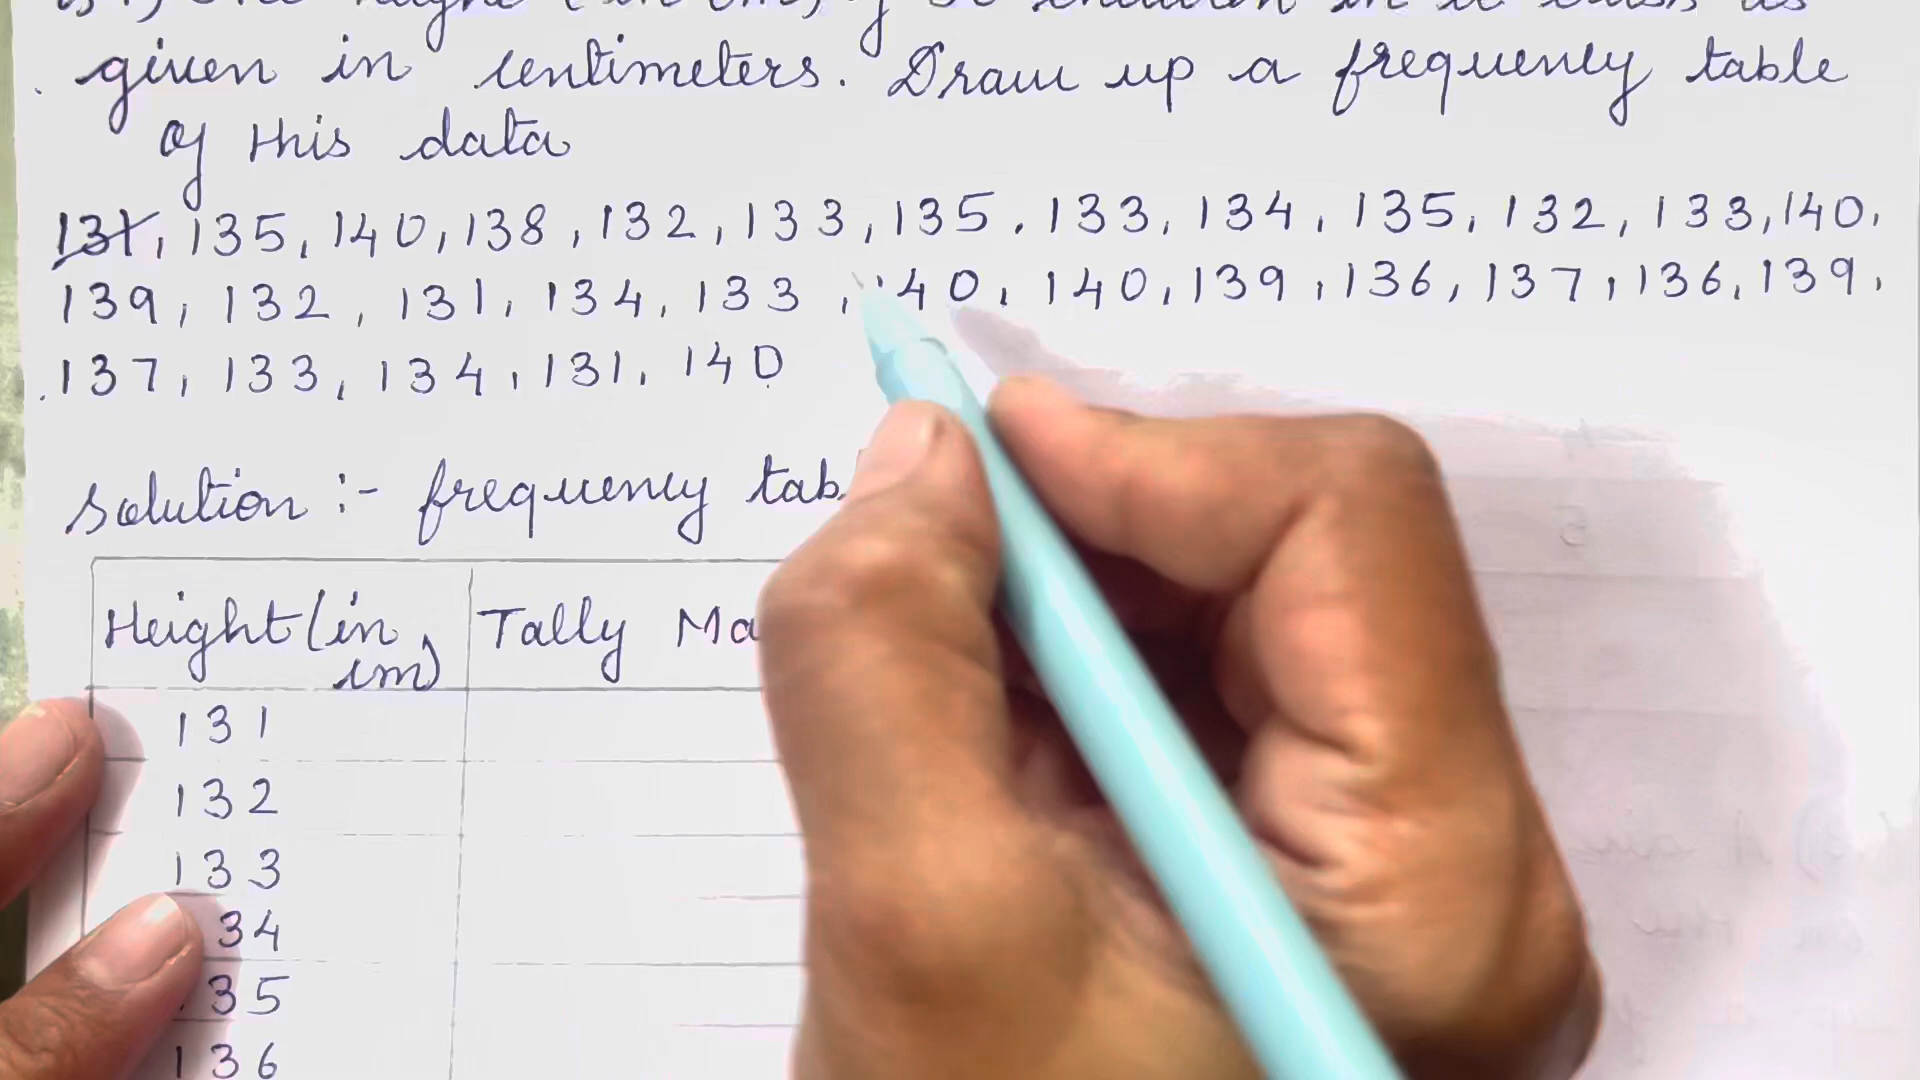 given in centimeters. Draw up a frequency table
of this data
131, 135, 140, 138, 132, 133, 135, 133, 134, 135, 132, 133, 140,
139, 132, 131, 134, 133, 140, 140, 139, 136, 137, 136, 139,
137, 133, 134, 131, 140
Solution :- frequency tab
Height (in cm) Tally Ma
131
132
133
34
35
136